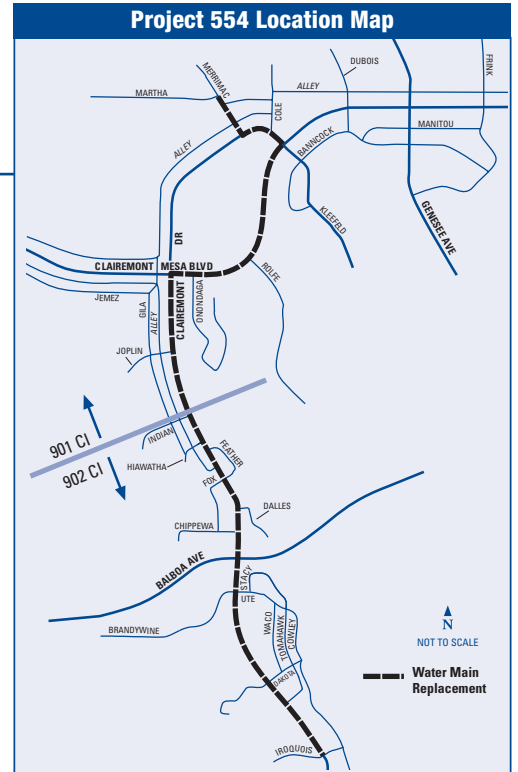 Project 554 Location Map
DUBOIS
FRINK
MERRIMAC
ALLEY
MARTHA
COLE
MANITOU
BANNCOCK
ALLEY
KLEEFELD
GENESEE AVE
DR
CLAIREMONT MESA BLVD
ROLFE
JEMEZ
GILA
ALLEY
CLAIREMONT
ONONDAGA
JOPLIN
901 CI
902 CI
INDIAN
HIAWATHA
FEATHER
FOX
DALLES
CHIPPEWA
BALBOA AVE
STACY
UTE
WACO
TOMAHAWK
COWLEY
BRANDYWINE
N
NOT TO SCALE
DAKOTA
Water Main
Replacement
IROQUOIS